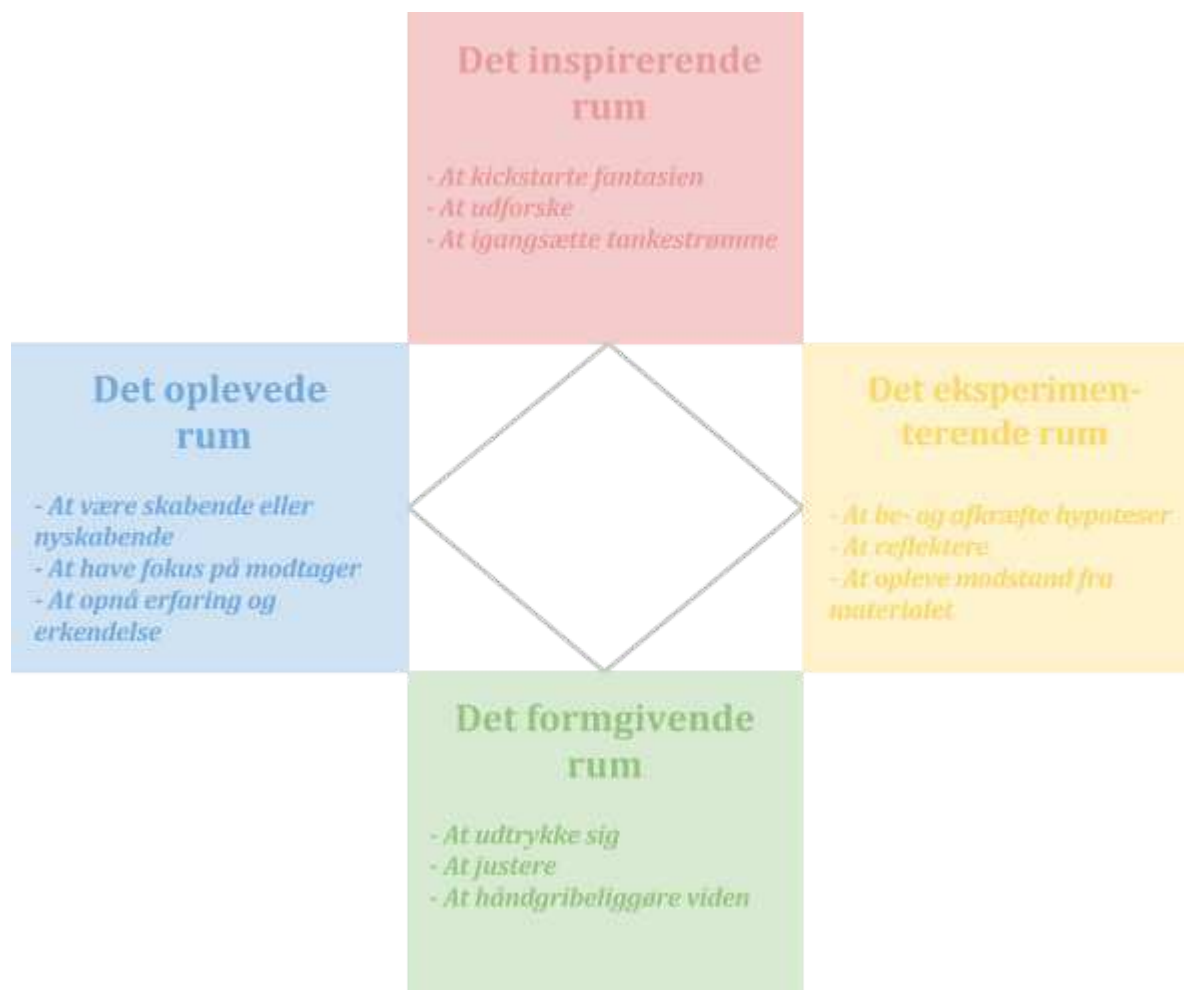 Det inspirerende
rum
- At kickstarte fantasien
- At udforske
- At igangsætte tankestrømme
Det oplevede
rum
- At være skabende eller
nyskabende
- At have fokus på modtager
- At opnå erfaring og
erkendelse
Det eksperimen-
terende rum
- At be- og afkræfte hypoteser
- At reflektere
- At opleve modstand fra
materialet
Det formgivende
rum
- At udtrykke sig
- At justere
- At håndgribeliggøre viden